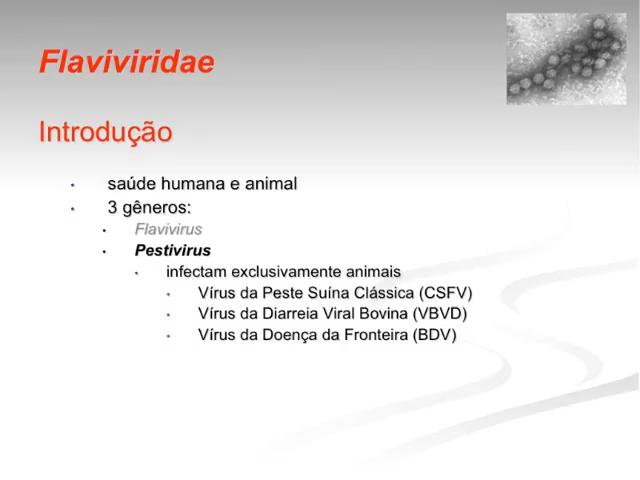 Flaviviridae
Introdução
• saúde humana e animal
• 3 gêneros:
• Flavivirus
• Pestivirus
• infectam exclusivamente animais
• Vírus da Peste Suína Clássica (CSFV)
• Vírus da Diarreia Viral Bovina (VBVD)
• Vírus da Doença da Fronteira (BDV)